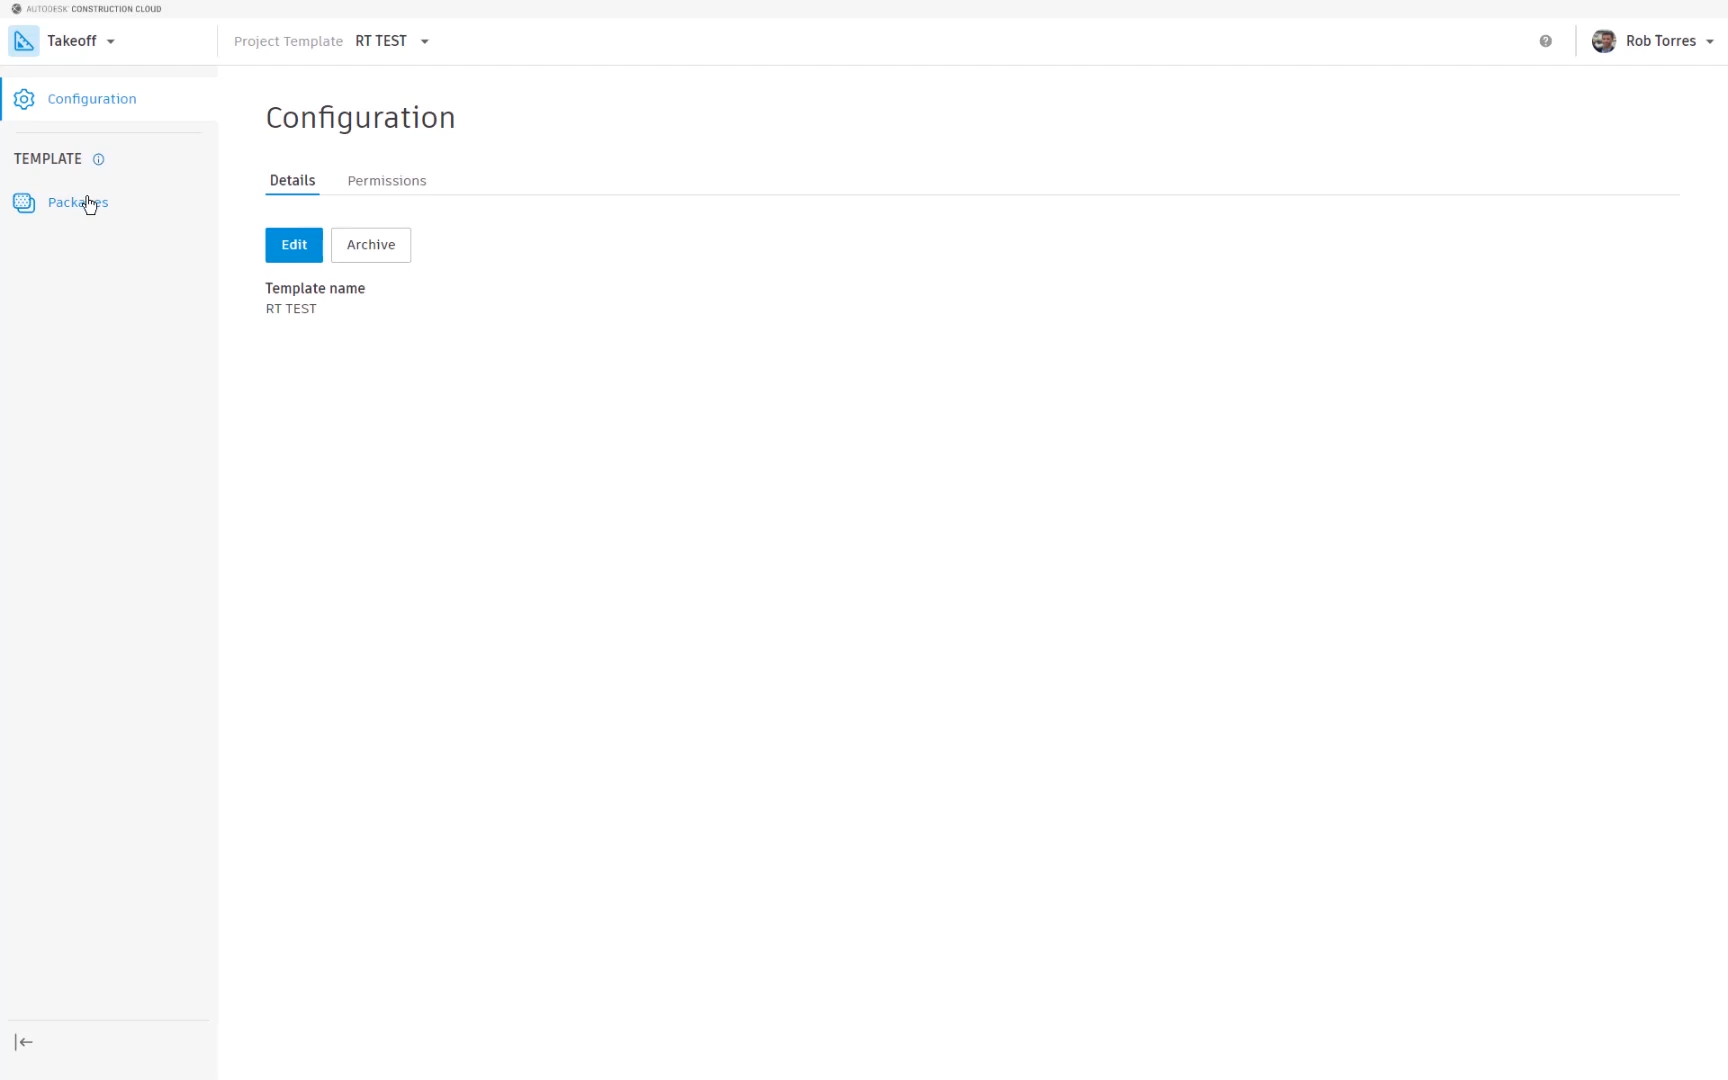 AUTODESK CONSTRUCTION CLOUD
Takeoff
Project Template RT TEST
Rob Torres
Configuration
TEMPLATE
Packages
Configuration
Details Permissions
Edit Archive
Template name
RT TEST